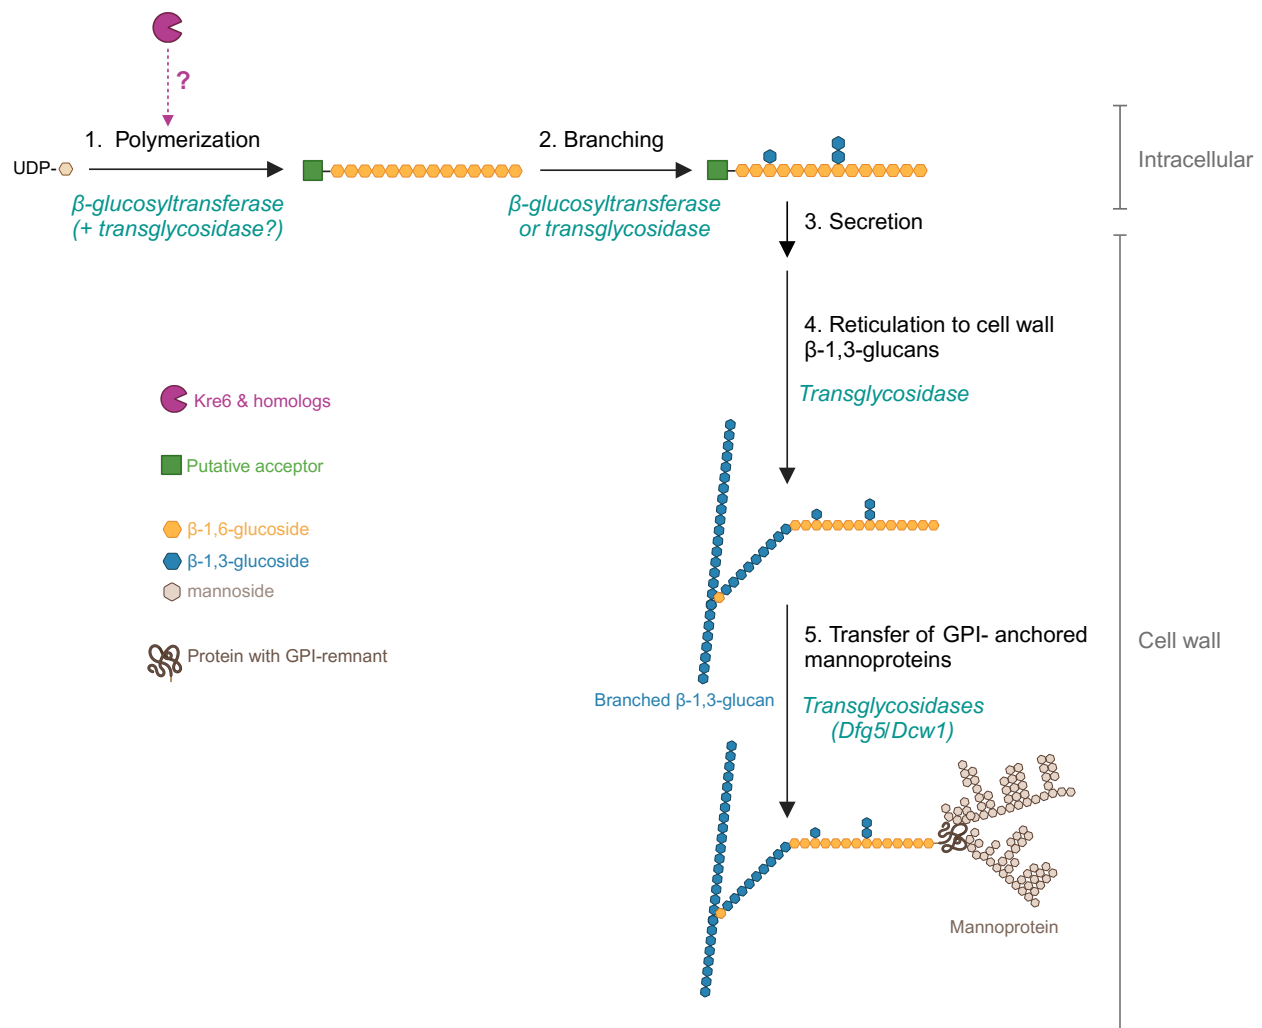 ?
1. Polymerization
UDP-
β-glucosyltransferase
(+ transglycosidase?)
2. Branching
β-glucosyltransferase
or transglycosidase
Intracellular
3. Secretion
4. Reticulation to cell wall
β-1,3-glucans
Transglycosidase
Kre6 & homologs
Putative acceptor
β-1,6-glucoside
β-1,3-glucoside
mannoside
Protein with GPI-remnant
Branched β-1,3-glucan
5. Transfer of GPI- anchored
mannoproteins
Transglycosidases
(Dfg5/Dcw1)
Cell wall
Mannoprotein